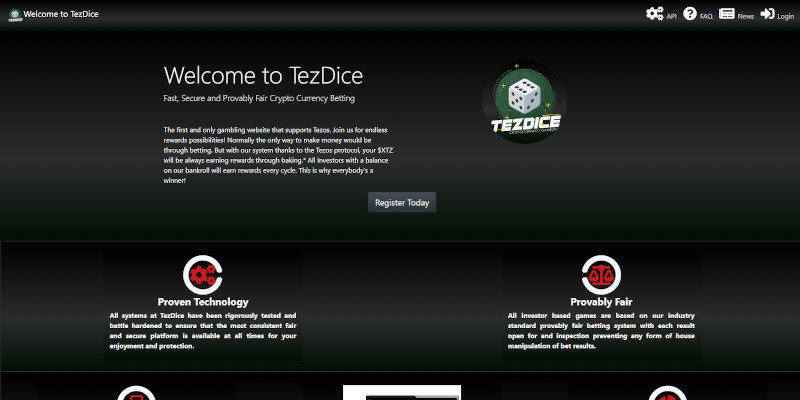 Welcome to TezDice
API
FAQ
News
Login
Welcome to TezDice
Fast, Secure and Provably Fair Crypto Currency Betting
The first and only gambling website that supports Tezos. Join us for endless
rewards possibilities! Normally the only way to make money would be
through betting. But with our system thanks to the Tezos protocol, your $XTZ
will be always earning rewards through baking.* All Investors with a balance
on our bankroll will earn rewards every cycle. This is why everybody's a
winner!
TEZDICE
Register Today
Proven Technology
All systems at TezDice have been rigorously tested and
battle hardened to ensure that the most consistent fair
and secure platform is available at all times for your
enjoyment and protection.
Provably Fair
All investor based games are based on our industry
standard provably fair betting system with each result
open for and inspection preventing any form of house
manipulation of bet results.